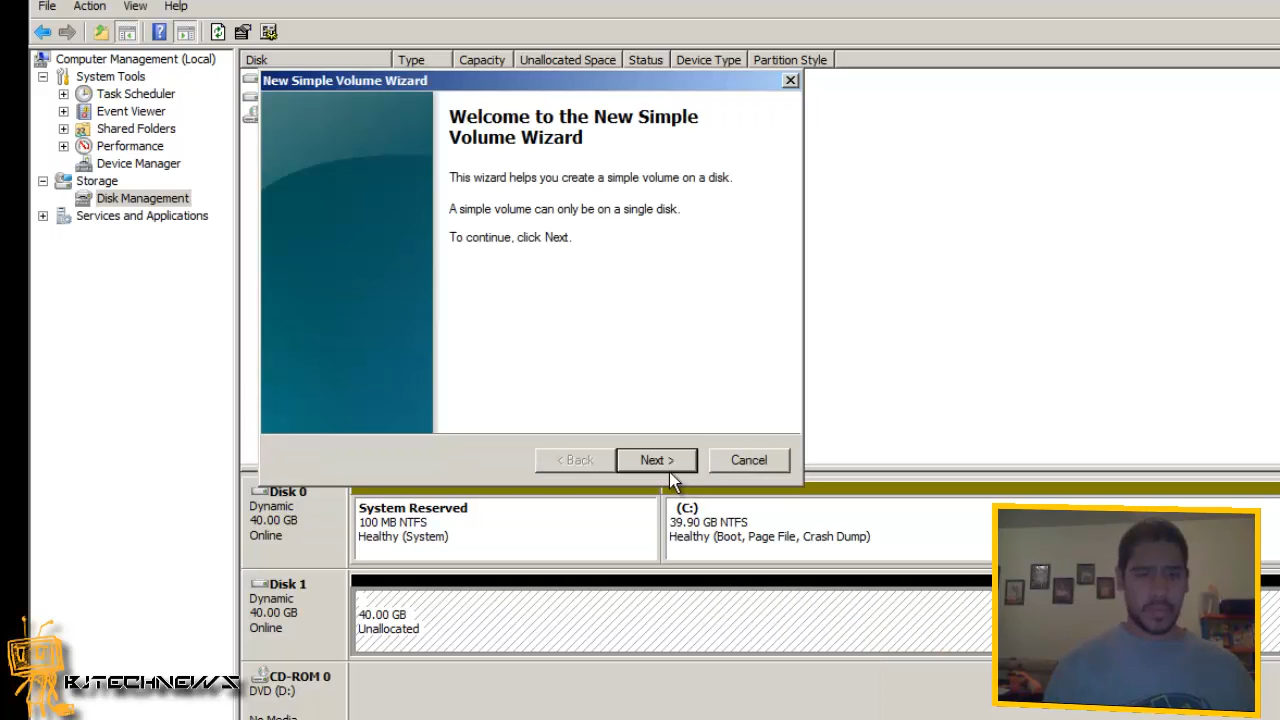 File Action View Help
Computer Management (Local)
System Tools
Task Scheduler
Event Viewer
Shared Folders
Performance
Device Manager
Storage
Disk Management
Services and Applications
Disk Type Capacity Unallocated Space Status Device Type Partition Style
New Simple Volume Wizard
Welcome to the New Simple
Volume Wizard
This wizard helps you create a simple volume on a disk.
A simple volume can only be on a single disk.
To continue, click Next.
< Back Next > Cancel
Disk 0
Dynamic
40.00 GB
Online
System Reserved
100 MB NTFS
Healthy (System)
(C:)
39.90 GB NTFS
Healthy (Boot, Page File, Crash Dump)
Disk 1
Dynamic
40.00 GB
Online
40.00 GB
Unallocated
CD-ROM 0
DVD (D:)
No Media
BJTECHNEWS